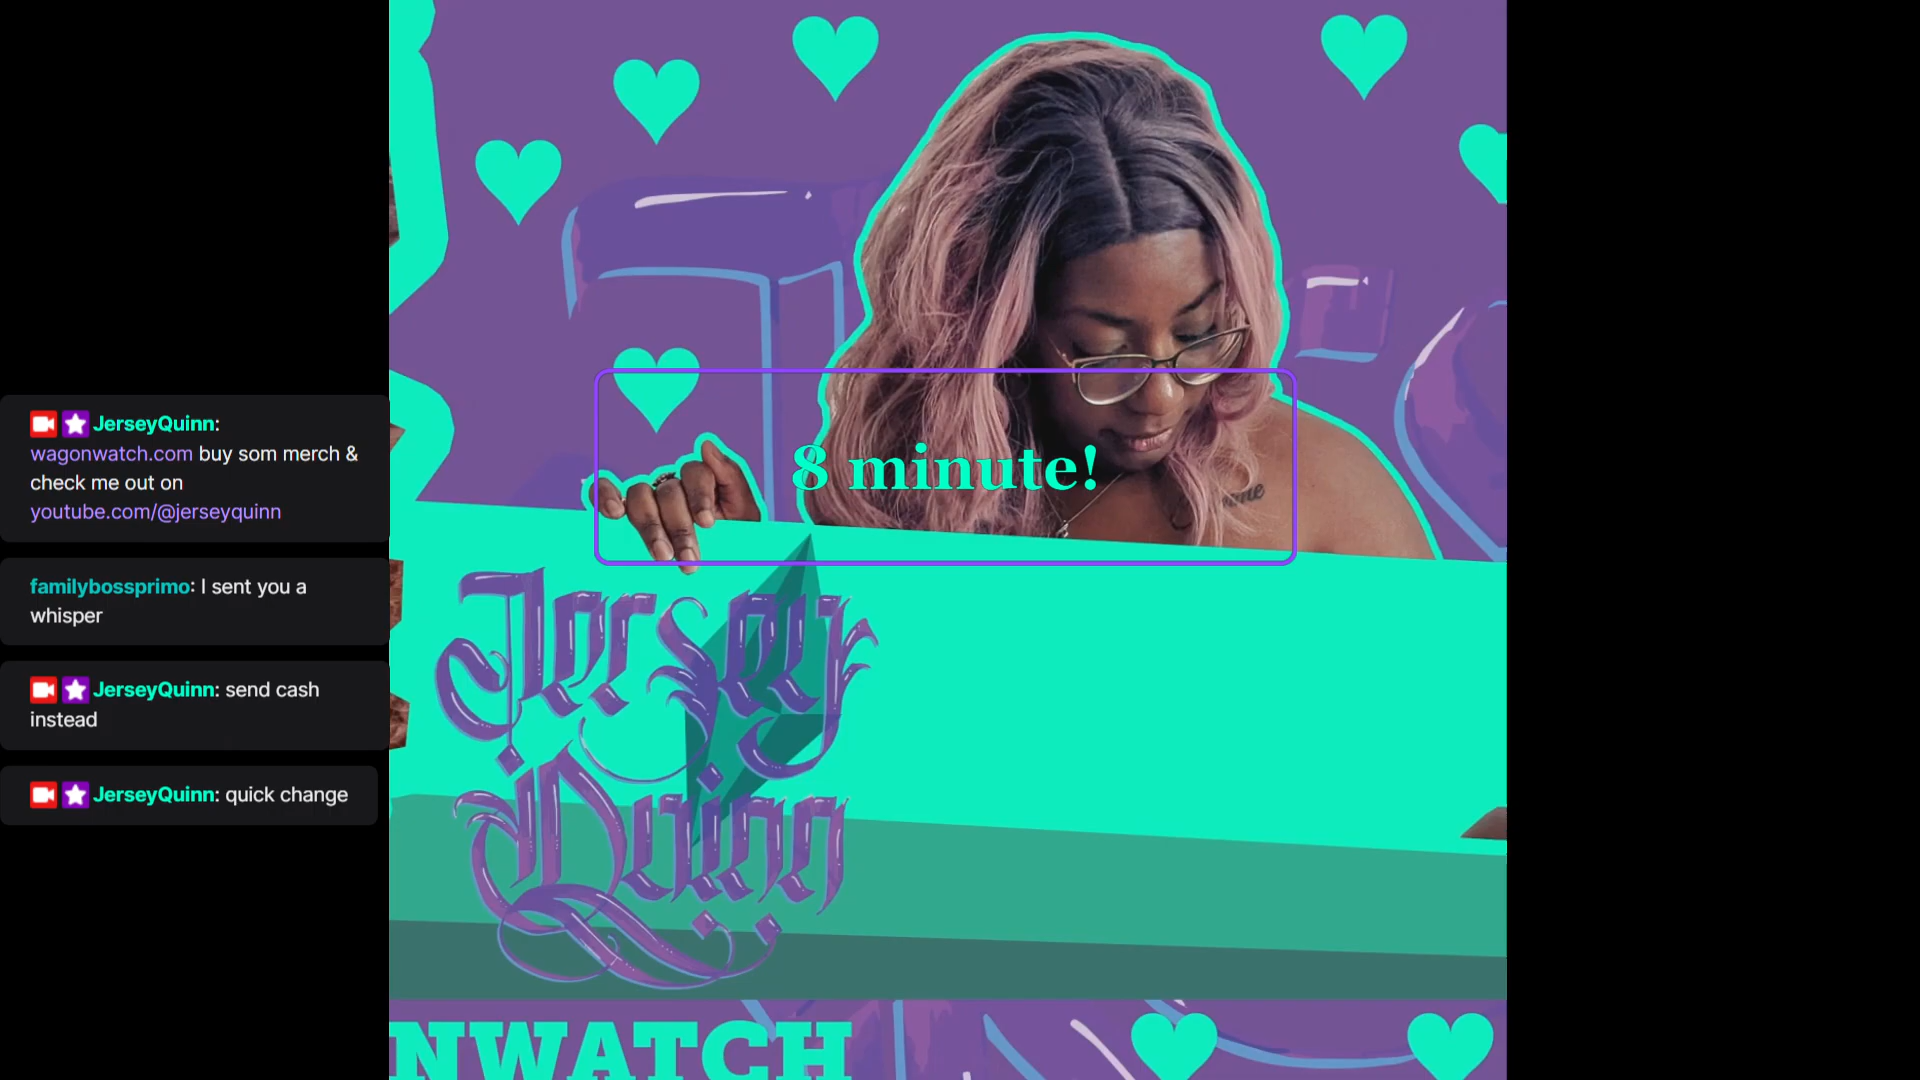 JerseyQuinn:
wagonwatch.com buy som merch &
check me out on
youtube.com/@jerseyquinn
familybossprimo: I sent you a
whisper
JerseyQuinn: send cash
instead
JerseyQuinn: quick change
8 minute!
Jersey
Quinn
NWATCH